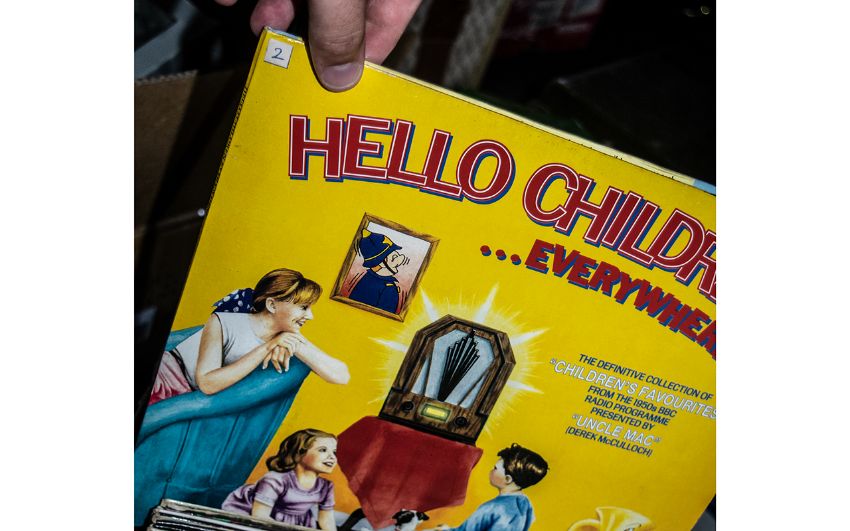 2
HELLO CHILDR
...EVERYWHER
THE DEFINITIVE COLLECTION OF
"CHILDREN'S FAVOURITES
FROM THE 1950s BBC
RADIO PROGRAMME
PRESENTED BY
"UNCLE MAC"
(DEREK McCULLOCH)